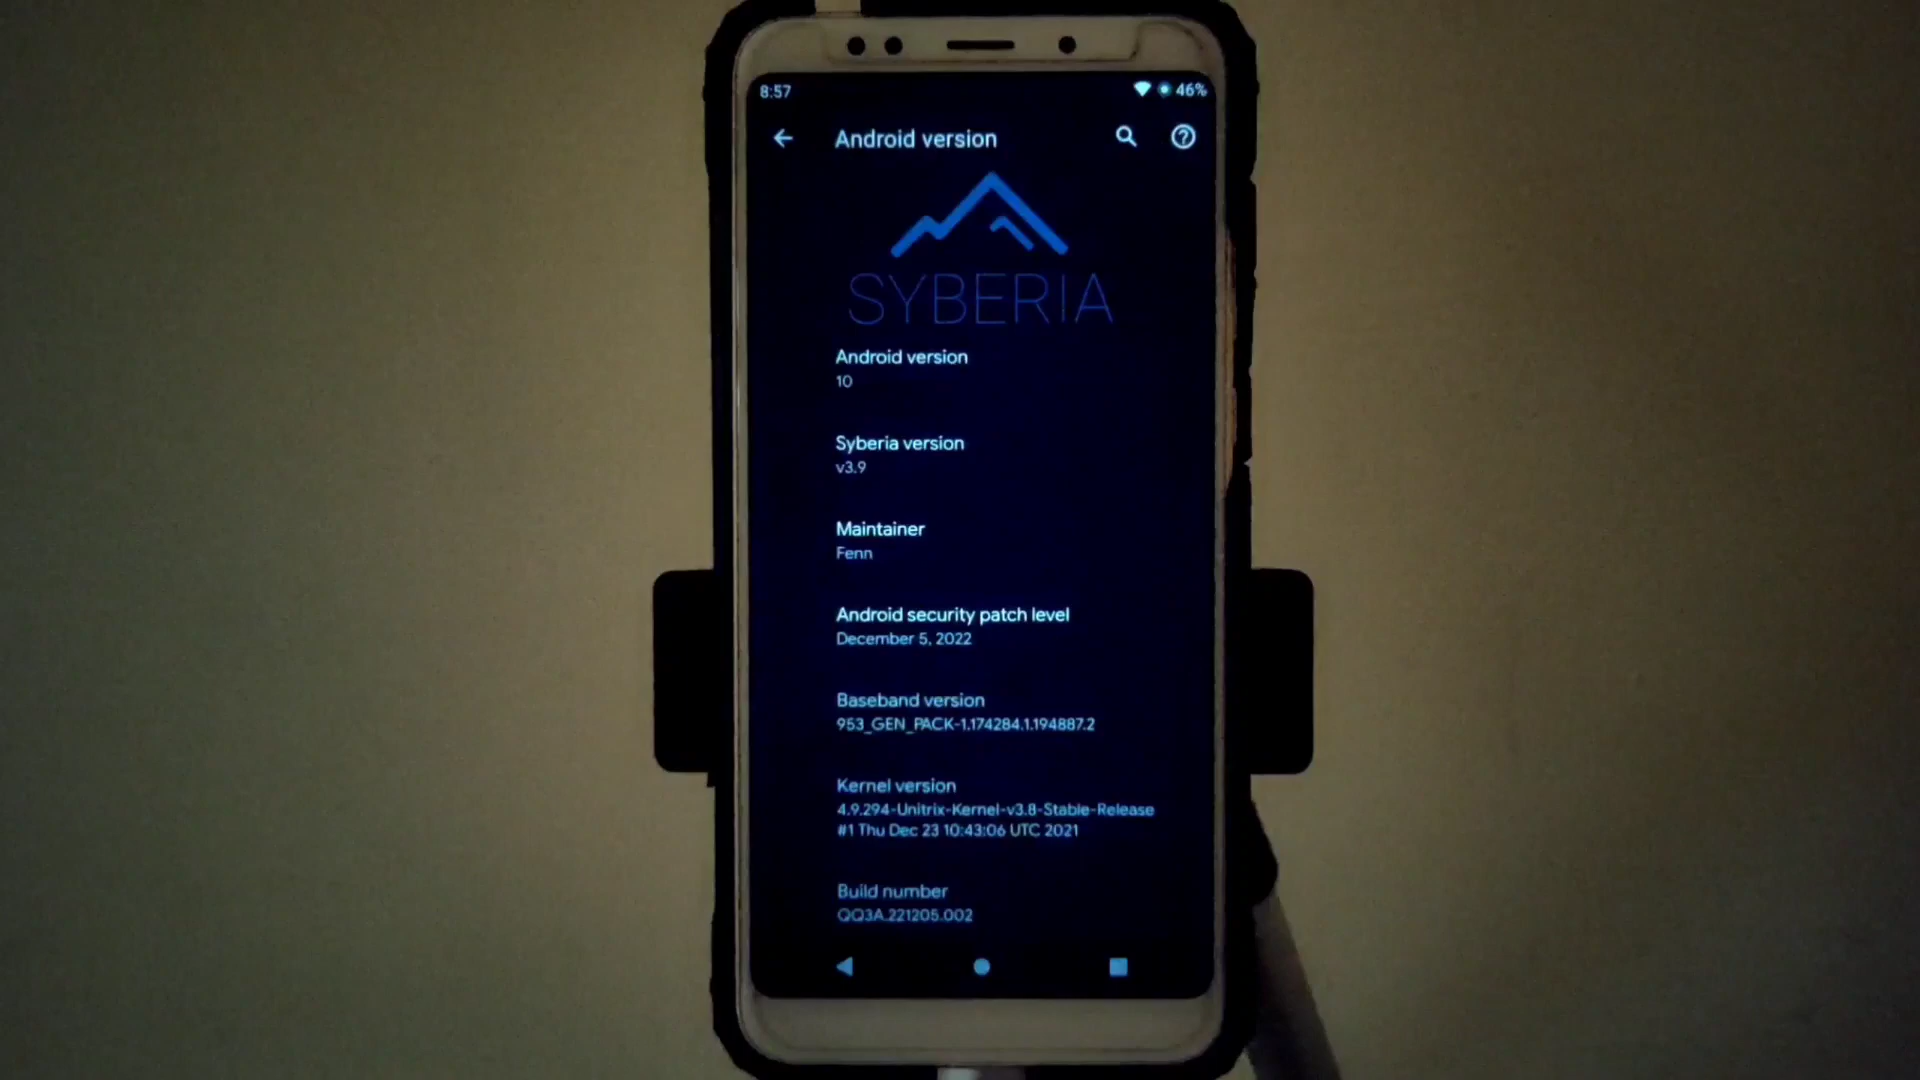 8:57
46%
Android version
SYBERIA
Android version
10
Syberia version
v3.9
Maintainer
Fenn
Android security patch level
December 5, 2022
Baseband version
953_GEN_PACK-1.174284.1.194887.2
Kernel version
4.9.294-Unitrix-Kernel-v3.8-Stable-Release
#1 Thu Dec 23 10:43:06 UTC 2021
Build number
QQ3A.221205.002